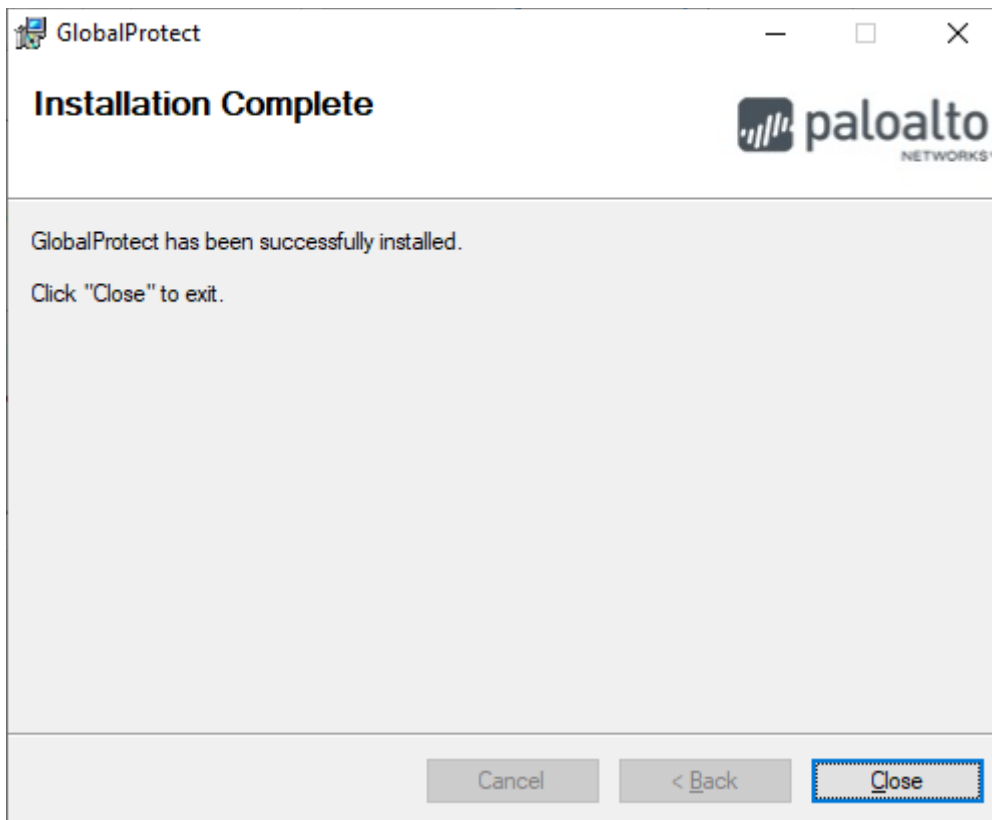 GlobalProtect
Installation Complete
paloalto
NETWORKS
GlobalProtect has been successfully installed.
Click "Close" to exit.
Cancel
< Back
Close